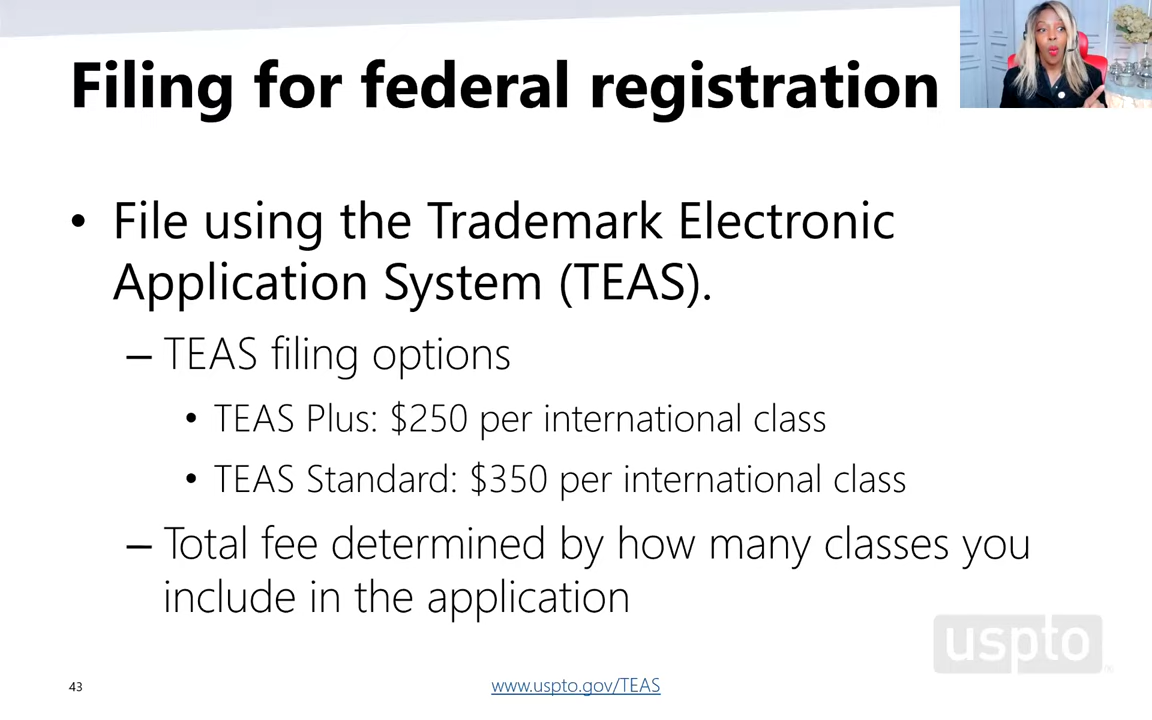 Filing for federal registration
• File using the Trademark Electronic
Application System (TEAS).
– TEAS filing options
• TEAS Plus: $250 per international class
• TEAS Standard: $350 per international class
– Total fee determined by how many classes you
include in the application
uspto
43
www.uspto.gov/TEAS